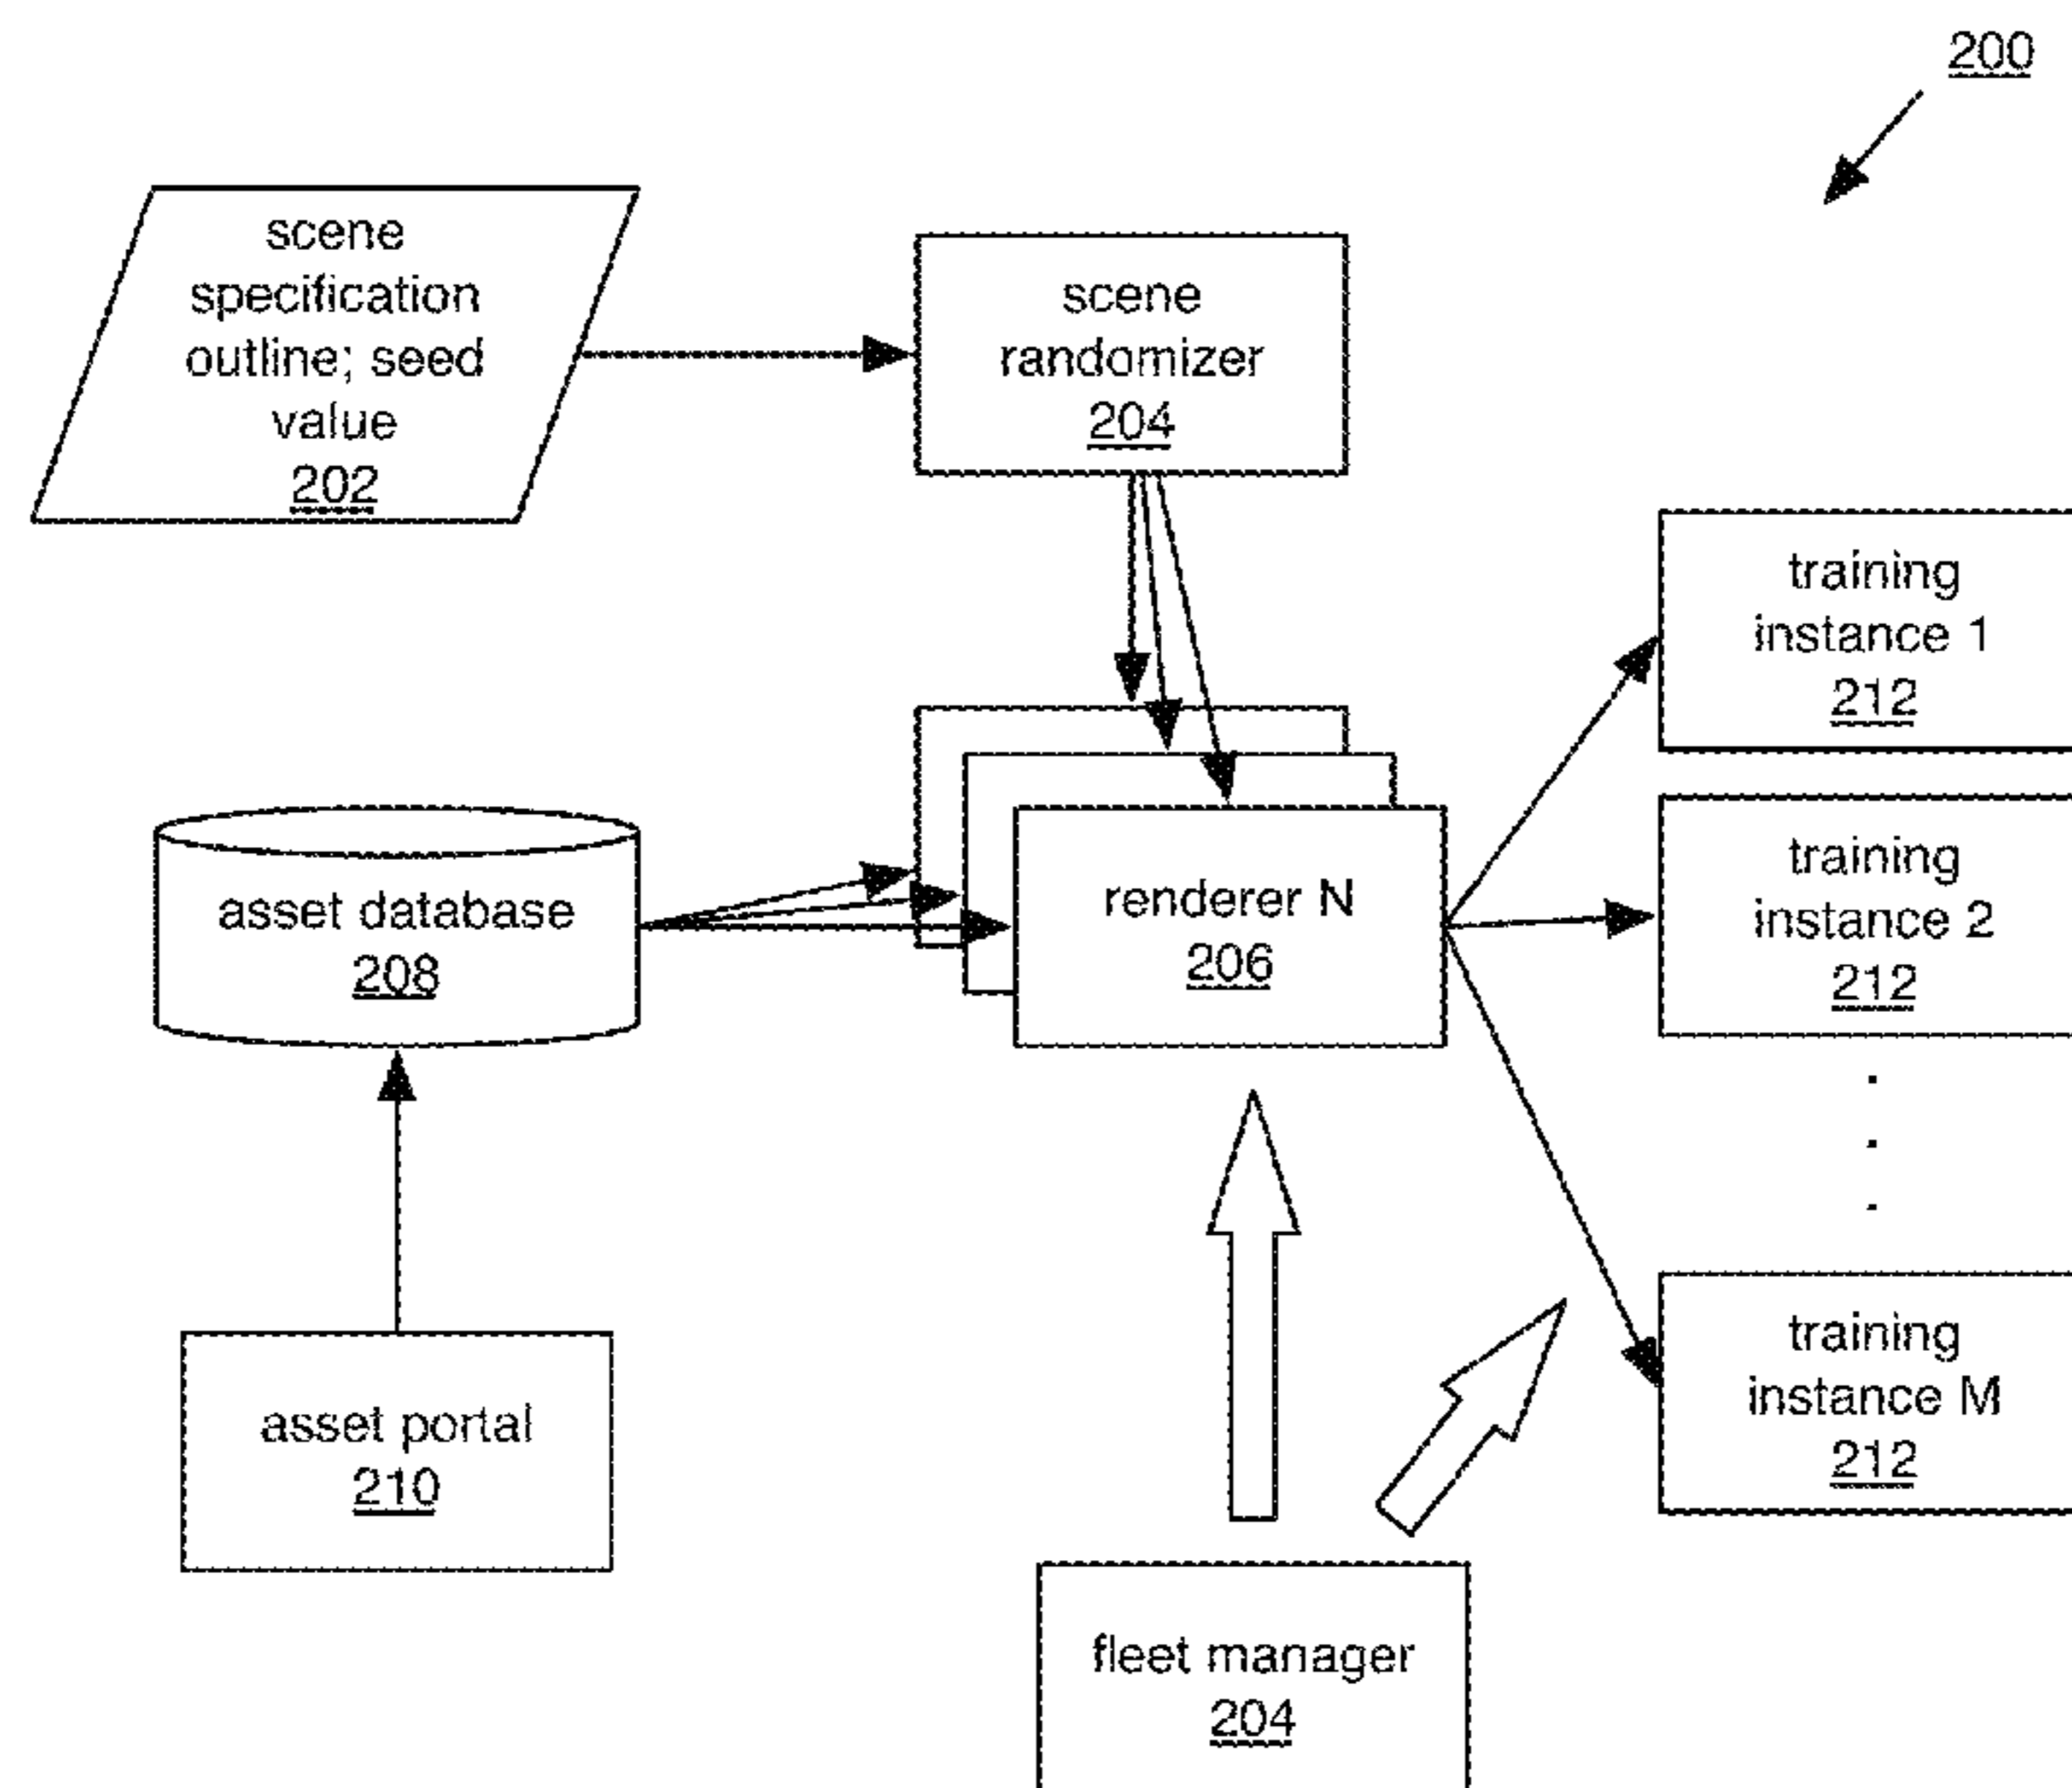 200
scene
specification
outline; seed
value
202
scene
randomizer
204
training
instance 1
212
training
instance 2
212
asset database
208
renderer N
206
training
instance M
212
asset portal
210
fleet manager
204